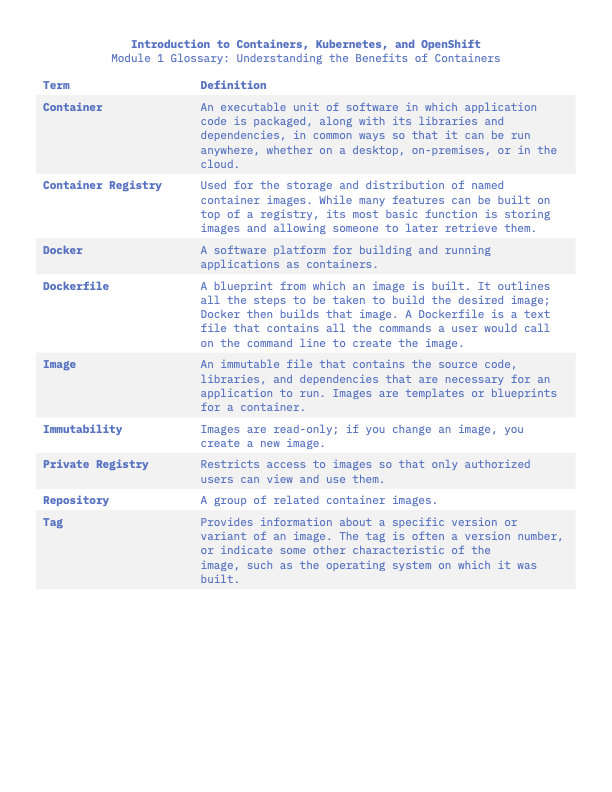 Introduction to Containers, Kubernetes, and OpenShift
Module 1 Glossary: Understanding the Benefits of Containers
Term Definition
Container An executable unit of software in which application
code is packaged, along with its libraries and
dependencies, in common ways so that it can be run
anywhere, whether on a desktop, on-premises, or in the
cloud.
Container Registry Used for the storage and distribution of named
container images. While many features can be built on
top of a registry, its most basic function is storing
images and allowing someone to later retrieve them.
Docker A software platform for building and running
applications as containers.
Dockerfile A blueprint from which an image is built. It outlines
all the steps to be taken to build the desired image;
Docker then builds that image. A Dockerfile is a text
file that contains all the commands a user would call
on the command line to create the image.
Image An immutable file that contains the source code,
libraries, and dependencies that are necessary for an
application to run. Images are templates or blueprints
for a container.
Immutability Images are read-only; if you change an image, you
create a new image.
Private Registry Restricts access to images so that only authorized
users can view and use them.
Repository A group of related container images.
Tag Provides information about a specific version or
variant of an image. The tag is often a version number,
or indicate some other characteristic of the
image, such as the operating system on which it was
built.